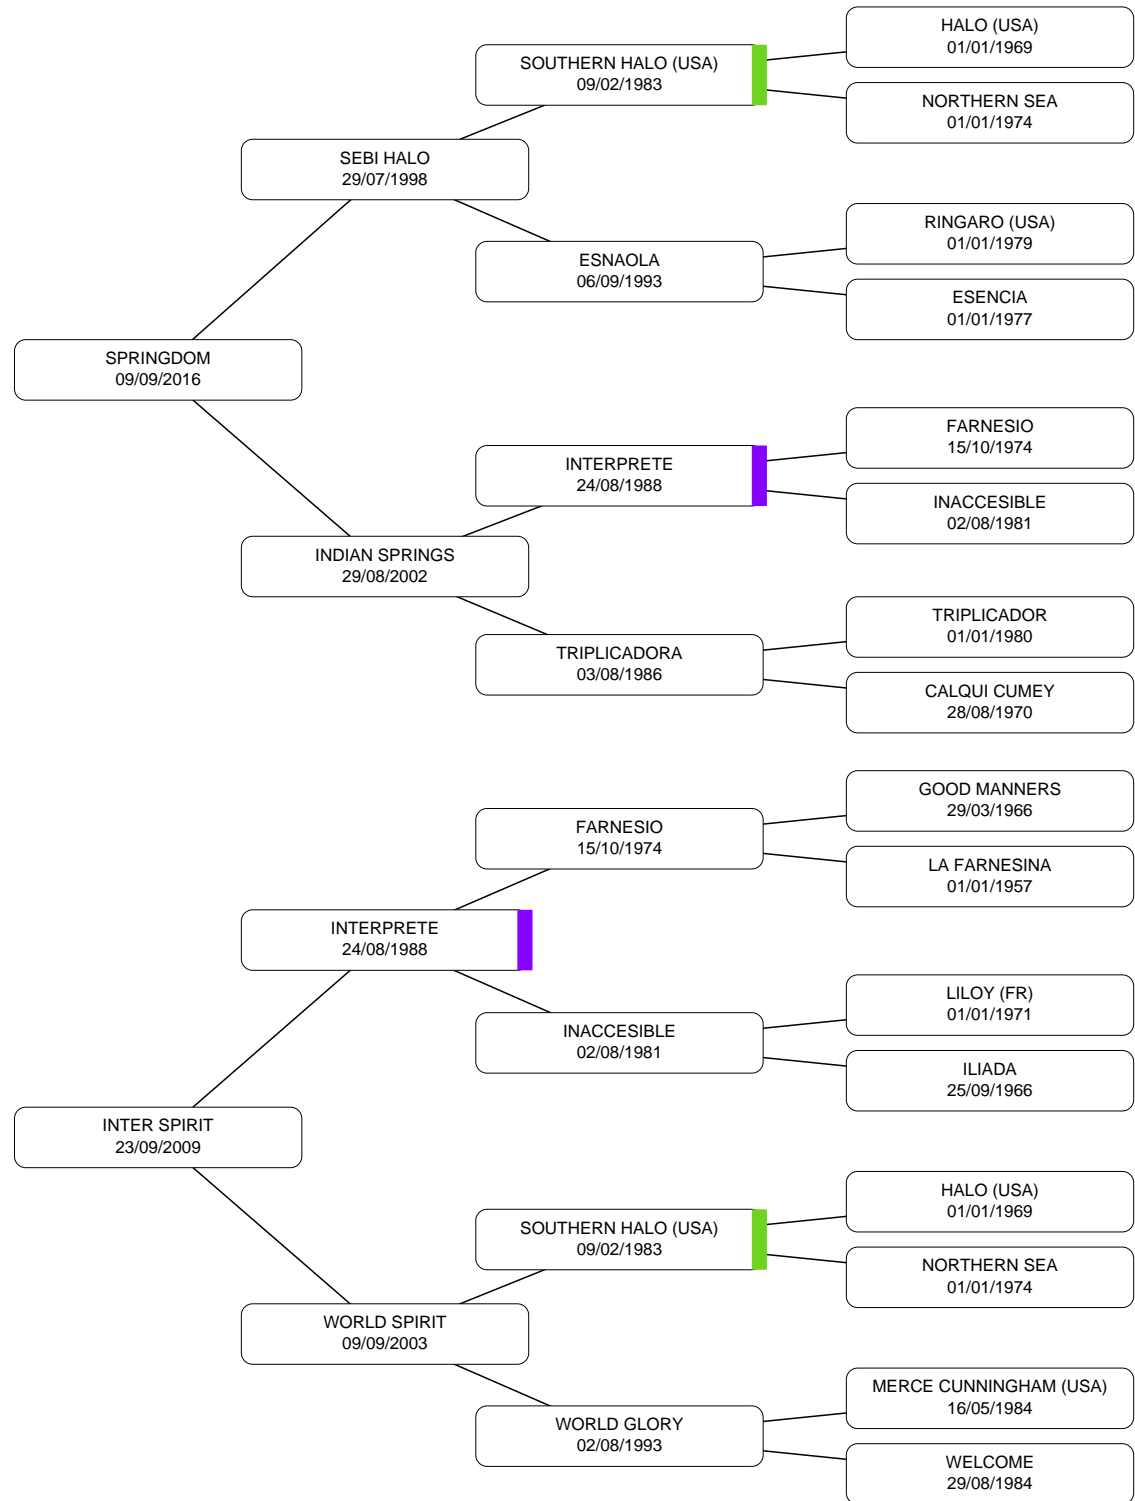 HALO (USA)
01/01/1969
SOUTHERN HALO (USA)
09/02/1983
NORTHERN SEA
01/01/1974
SEBI HALO
29/07/1998
RINGARO (USA)
01/01/1979
ESNAOLA
06/09/1993
ESENCIA
01/01/1977
SPRINGDOM
09/09/2016
FARNESIO
15/10/1974
INTERPRETE
24/08/1988
INACCESIBLE
02/08/1981
INDIAN SPRINGS
29/08/2002
TRIPLICADOR
01/01/1980
TRIPLICADORA
03/08/1986
CALQUI CUMEY
28/08/1970
GOOD MANNERS
29/03/1966
FARNESIO
15/10/1974
LA FARNESINA
01/01/1957
INTERPRETE
24/08/1988
LILOY (FR)
01/01/1971
INACCESIBLE
02/08/1981
ILIADA
25/09/1966
INTER SPIRIT
23/09/2009
HALO (USA)
01/01/1969
SOUTHERN HALO (USA)
09/02/1983
NORTHERN SEA
01/01/1974
WORLD SPIRIT
09/09/2003
MERCE CUNNINGHAM (USA)
16/05/1984
WORLD GLORY
02/08/1993
WELCOME
29/08/1984